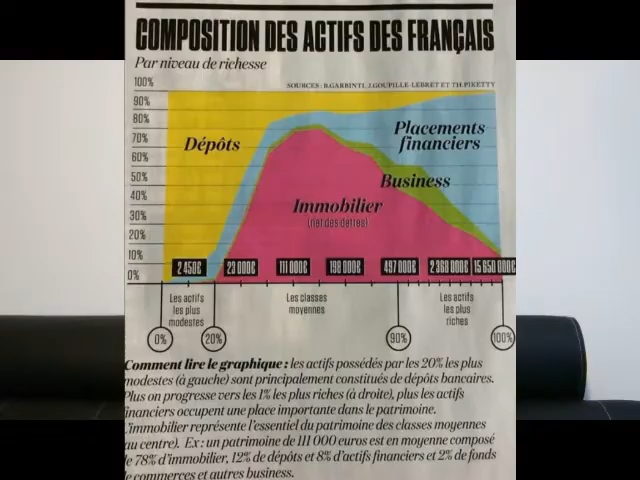 COMPOSITION DES ACTIFS DES FRANÇAIS
Par niveau de richesse
SOURCES : B.GARBINTI, J.GOUPILLE-LEBRET ET TH.PIKETTY
100%
90%
80%
70%
60%
50%
40%
30%
20%
10%
0%
Dépôts
Placements
financiers
Business
Immobilier
(net des dettes)
2 450€ 23 000€ 111 000€ 198 000€ 497 000€ 2 360 000€ 15 650 000€
Les actifs
les plus
modestes
Les classes
moyennes
Les actifs
les plus
riches
0% 20% 90% 100%
Comment lire le graphique : les actifs possédés par les 20% les plus
modestes (à gauche) sont principalement constitués de dépôts bancaires.
Plus on progresse vers les 1% les plus riches (à droite), plus les actifs
financiers occupent une place importante dans le patrimoine.
L'immobilier représente l'essentiel du patrimoine des classes moyennes
(au centre). Ex : un patrimoine de 111 000 euros est en moyenne composé
de 78% d'immobilier, 12% de dépôts et 8% d'actifs financiers et 2% de fonds
de commerces et autres business.